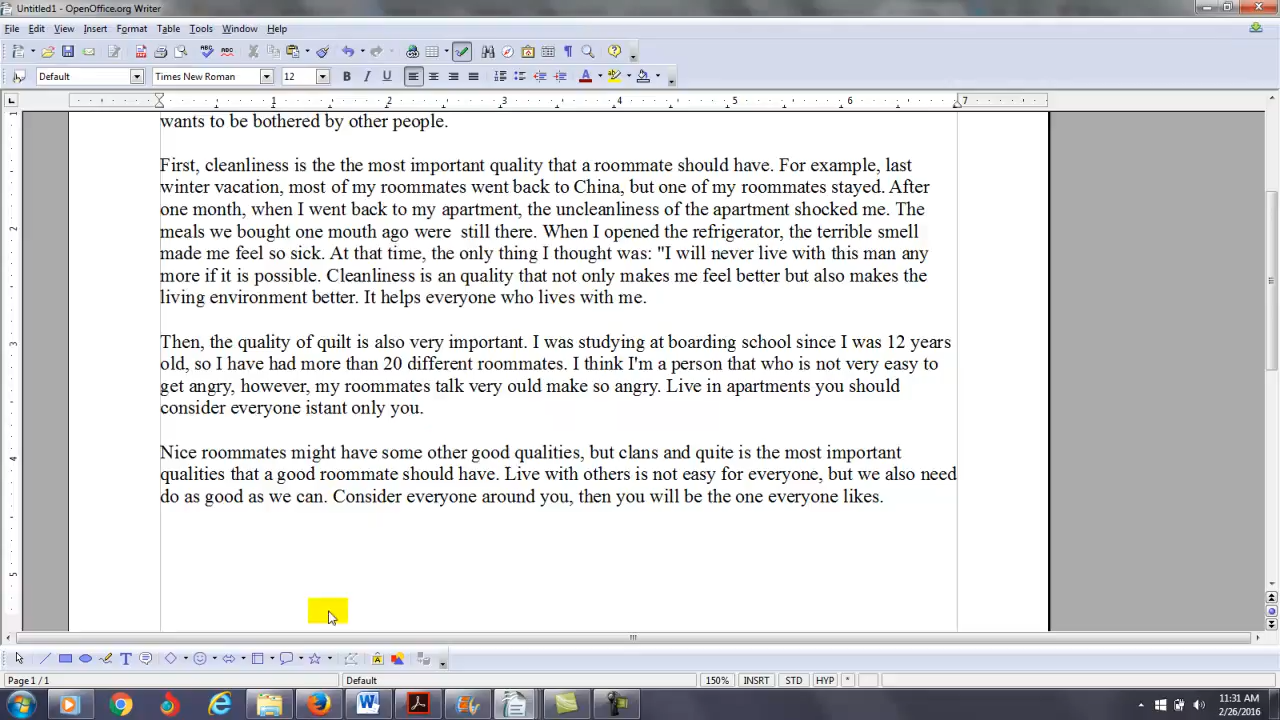 Untitled1 - OpenOffice.org Writer
File Edit View Insert Format Table Tools Window Help
Default Times New Roman 12
1 2 3 4 5 6 7
wants to be bothered by other people.
First, cleanliness is the the most important quality that a roommate should have. For example, last
winter vacation, most of my roommates went back to China, but one of my roommates stayed. After
one month, when I went back to my apartment, the uncleanliness of the apartment shocked me. The
meals we bought one mouth ago were  still there. When I opened the refrigerator, the terrible smell
made me feel so sick. At that time, the only thing I thought was: "I will never live with this man any
more if it is possible. Cleanliness is an quality that not only makes me feel better but also makes the
living environment better. It helps everyone who lives with me.
Then, the quality of quilt is also very important. I was studying at boarding school since I was 12 years
old, so I have had more than 20 different roommates. I think I'm a person that who is not very easy to
get angry, however, my roommates talk very ould make so angry. Live in apartments you should
consider everyone istant only you.
Nice roommates might have some other good qualities, but clans and quite is the most important
qualities that a good roommate should have. Live with others is not easy for everyone, but we also need
do as good as we can. Consider everyone around you, then you will be the one everyone likes.
Page 1 / 1 Default 150% INSRT STD HYP *
11:31 AM
2/26/2016